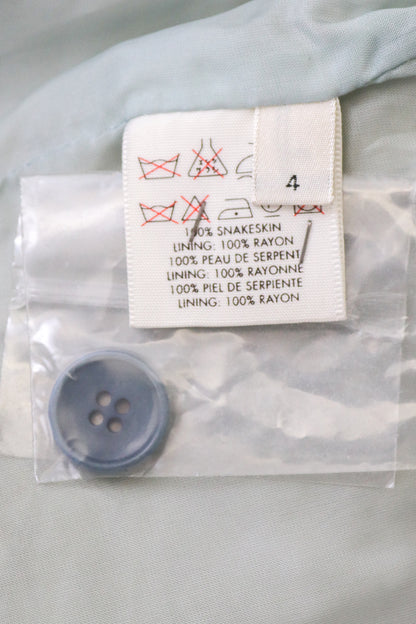 4
100% SNAKESKIN
LINING: 100% RAYON
100% PEAU DE SERPENT
LINING: 100% RAYONNE
100% PIEL DE SERPIENTE
LINING: 100% RAYON